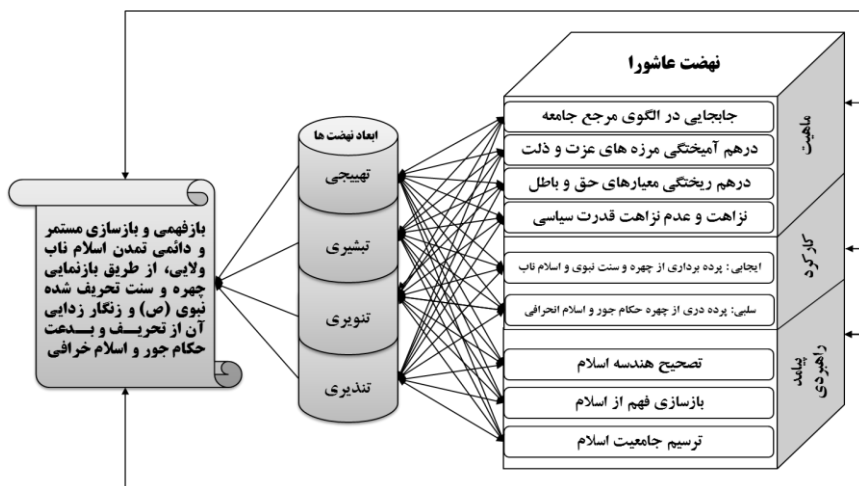 نهضت عاشورا
ماهیت
جابجایی در الگوی مرجع جامعه
درهم آمیختگی مرزه های عزت و ذلت
درهم ریختگی معیارهای حق و باطل
نزاهت و عدم نزاهت قدرت سیاسی
کارکرد
ایجابی: پرده برداری از چهره و سنت نبوی و اسلام ناب
سلبی: پرده دری از چهره حکام جور و اسلام انحرافی
پیامد
راهبردی
تصحیح هندسه اسلام
بازسازی فهم از اسلام
ترسیم جامعیت اسلام
ابعاد نهضت ها
تهییجی
تبشیری
تنویری
تنذیری
بازفهمی و بازسازی مستمر
و دائمی تمدن اسلام ناب
ولایی، از طریق بازنمایی
چهره و سنت تحریف شده
نبوی (ص) و زنگار زدایی
آن از تحریف و بدعت
حکام جور و اسلام خرافی